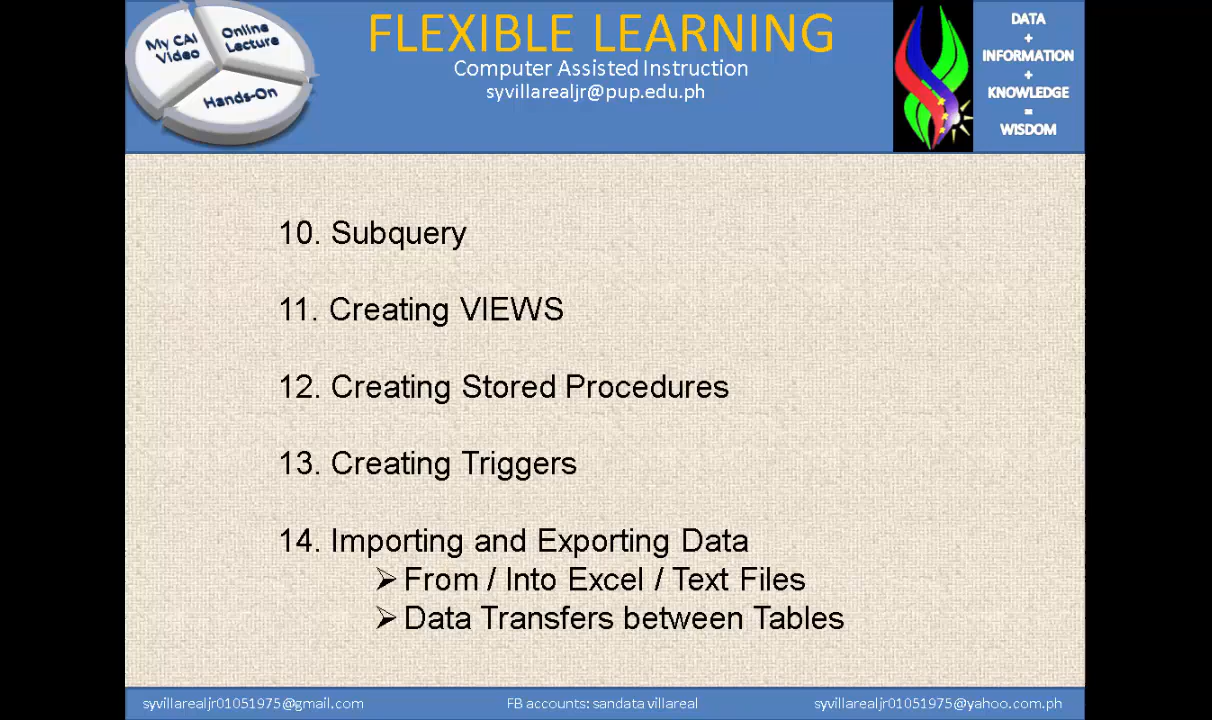 My CAI
Video
Online
Lecture
Hands-On
FLEXIBLE LEARNING
Computer Assisted Instruction
syvillarealjr@pup.edu.ph
DATA
+
INFORMATION
+
KNOWLEDGE
=
WISDOM
10. Subquery
11. Creating VIEWS
12. Creating Stored Procedures
13. Creating Triggers
14. Importing and Exporting Data
➢ From / Into Excel / Text Files
➢ Data Transfers between Tables
syvillarealjr01051975@gmail.com
FB accounts: sandata villareal
syvillarealjr01051975@yahoo.com.ph